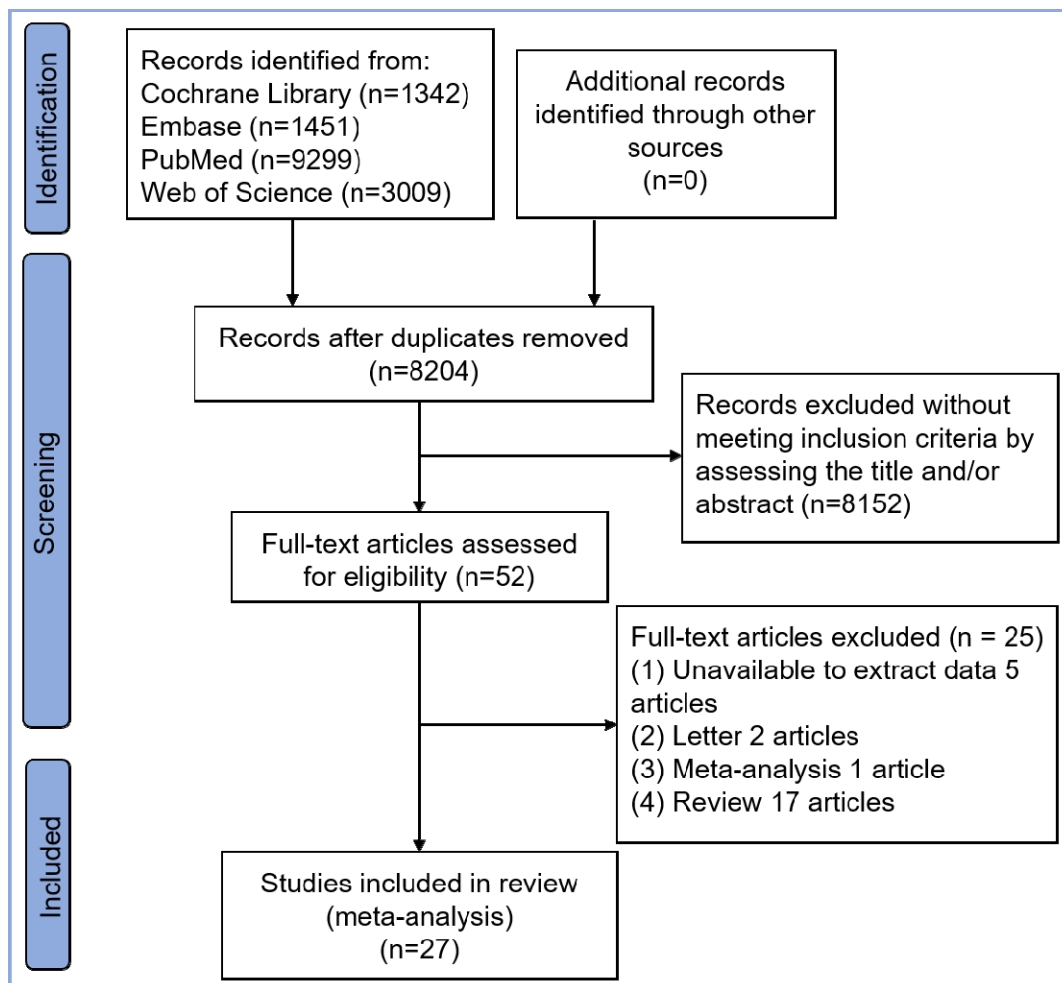 Identification
Records identified from:
Cochrane Library (n=1342)
Embase (n=1451)
PubMed (n=9299)
Web of Science (n=3009)
Additional records
identified through other
sources
(n=0)
Screening
Records after duplicates removed
(n=8204)
Records excluded without
meeting inclusion criteria by
assessing the title and/or
abstract (n=8152)
Full-text articles assessed
for eligibility (n=52)
Full-text articles excluded (n = 25)
(1) Unavailable to extract data 5
articles
(2) Letter 2 articles
(3) Meta-analysis 1 article
(4) Review 17 articles
Included
Studies included in review
(meta-analysis)
(n=27)